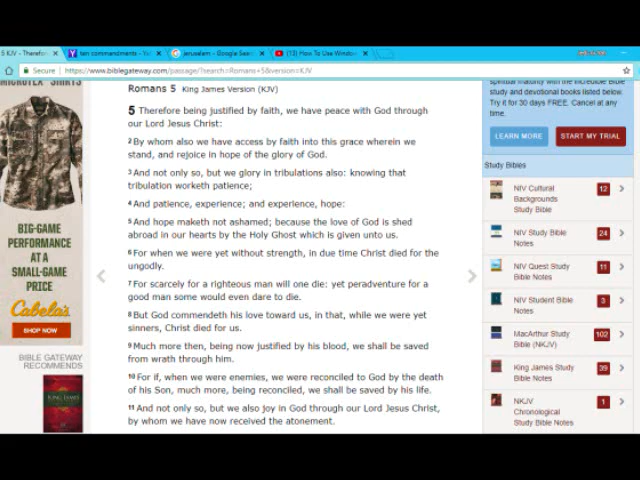 5 KJV - Therefor
ten commandments - Y
jerusalem - Google Sea
(13) How To Use Window
Secure
https://www.biblegateway.com/passage/?search=Romans+5&version=KJV
Romans 5 King James Version (KJV)
5 Therefore being justified by faith, we have peace with God through
our Lord Jesus Christ:
2 By whom also we have access by faith into this grace wherein we
stand, and rejoice in hope of the glory of God.
3 And not only so, but we glory in tribulations also: knowing that
tribulation worketh patience;
4 And patience, experience; and experience, hope:
5 And hope maketh not ashamed; because the love of God is shed
abroad in our hearts by the Holy Ghost which is given unto us.
6 For when we were yet without strength, in due time Christ died for the
ungodly.
7 For scarcely for a righteous man will one die: yet peradventure for a
good man some would even dare to die.
8 But God commendeth his love toward us, in that, while we were yet
sinners, Christ died for us.
9 Much more then, being now justified by his blood, we shall be saved
from wrath through him.
10 For if, when we were enemies, we were reconciled to God by the death
of his Son, much more, being reconciled, we shall be saved by his life.
11 And not only so, but we also joy in God through our Lord Jesus Christ,
by whom we have now received the atonement.
BIG-GAME
PERFORMANCE
AT A
SMALL-GAME
PRICE
Cabela's
SHOP NOW
BIBLE GATEWAY
RECOMMENDS
KING JAMES
spiritual maturity with the incredible Bible
study and devotional books listed below.
Try it for 30 days FREE. Cancel at any
time.
LEARN MORE
START MY TRIAL
Study Bibles
NIV Cultural
Backgrounds
Study Bible
12
NIV Study Bible
Notes
24
NIV Quest Study
Bible Notes
11
NIV Student Bible
Notes
3
MacArthur Study
Bible (NKJV)
102
King James Study
Bible Notes
39
NKJV
Chronological
Study Bible Notes
1